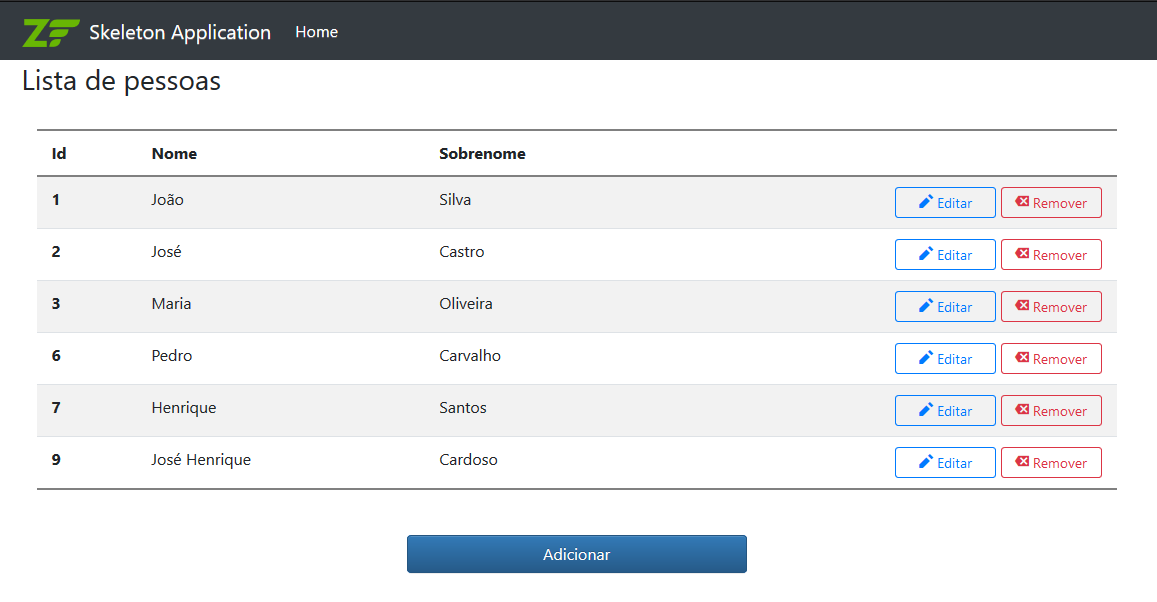 ZF Skeleton Application Home
Lista de pessoas
Id Nome Sobrenome
1 João Silva Editar Remover
2 José Castro Editar Remover
3 Maria Oliveira Editar Remover
6 Pedro Carvalho Editar Remover
7 Henrique Santos Editar Remover
9 José Henrique Cardoso Editar Remover
Adicionar